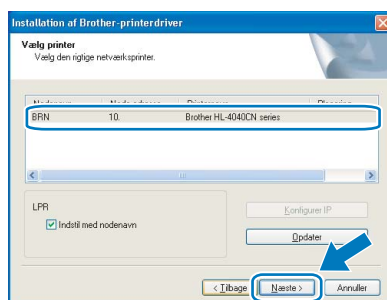 Installation af Brother-printerdriver
Vælg printer
Vælg den rigtige netværksprinter.
BRN 10. Brother HL-4040CN series
LPR
Indstil med nodenavn
Konfigurer IP
Opdater
< Tilbage Næste > Annuller